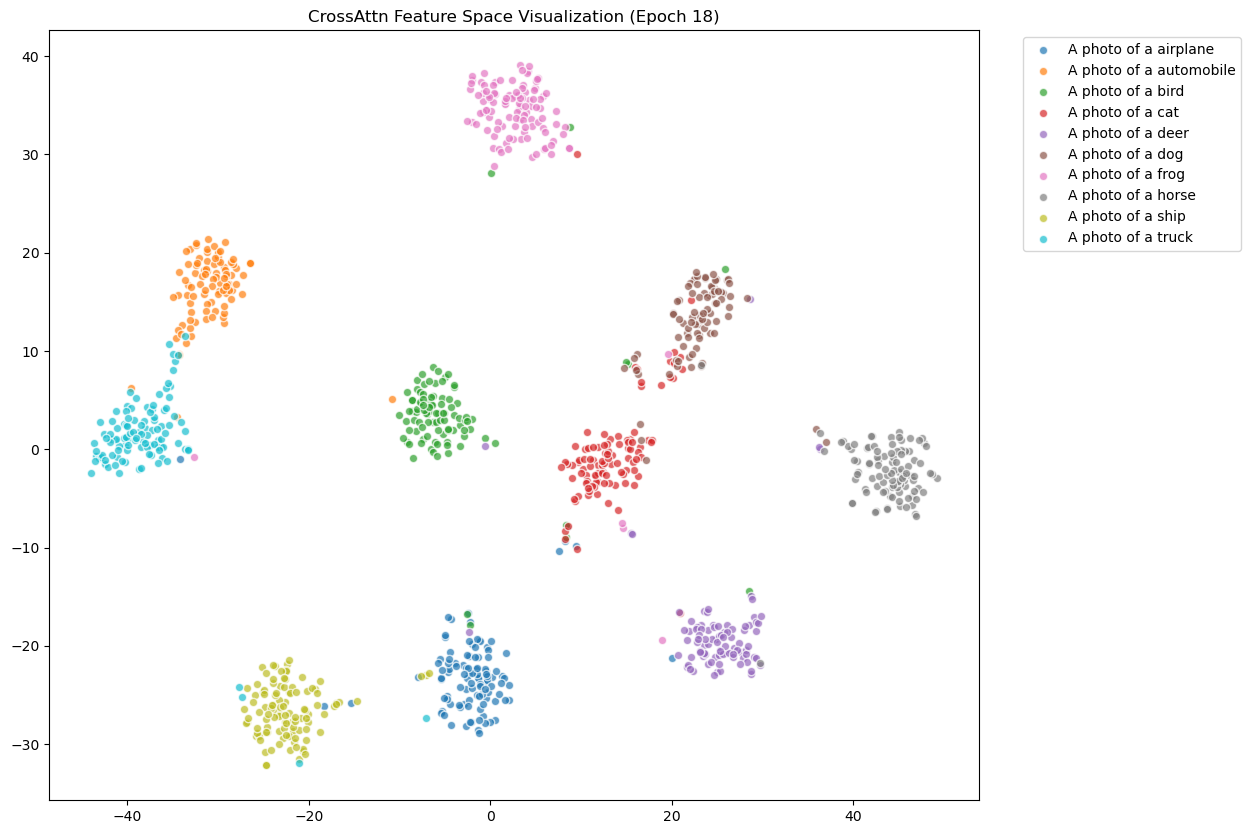 CrossAttn Feature Space Visualization (Epoch 18)
A photo of a airplane
A photo of a automobile
A photo of a bird
A photo of a cat
A photo of a deer
A photo of a dog
A photo of a frog
A photo of a horse
A photo of a ship
A photo of a truck
40
30
20
10
0
−10
−20
−30
−40
−20
0
20
40